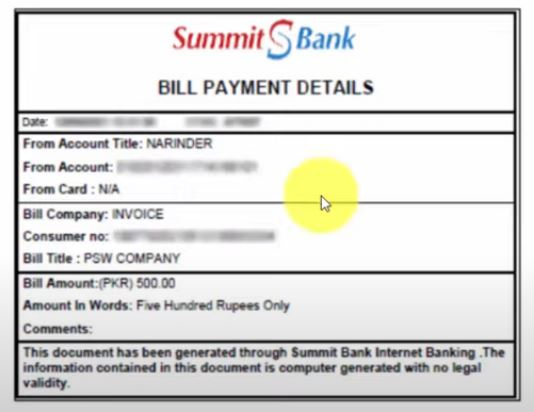 Summit S Bank
BILL PAYMENT DETAILS
Date:
From Account Title: NARINDER
From Account:
From Card : N/A
Bill Company: INVOICE
Consumer no:
Bill Title : PSW COMPANY
Bill Amount:(PKR) 500.00
Amount In Words: Five Hundred Rupees Only
Comments:
This document has been generated through Summit Bank Internet Banking .The
information contained in this document is computer generated with no legal
validity.